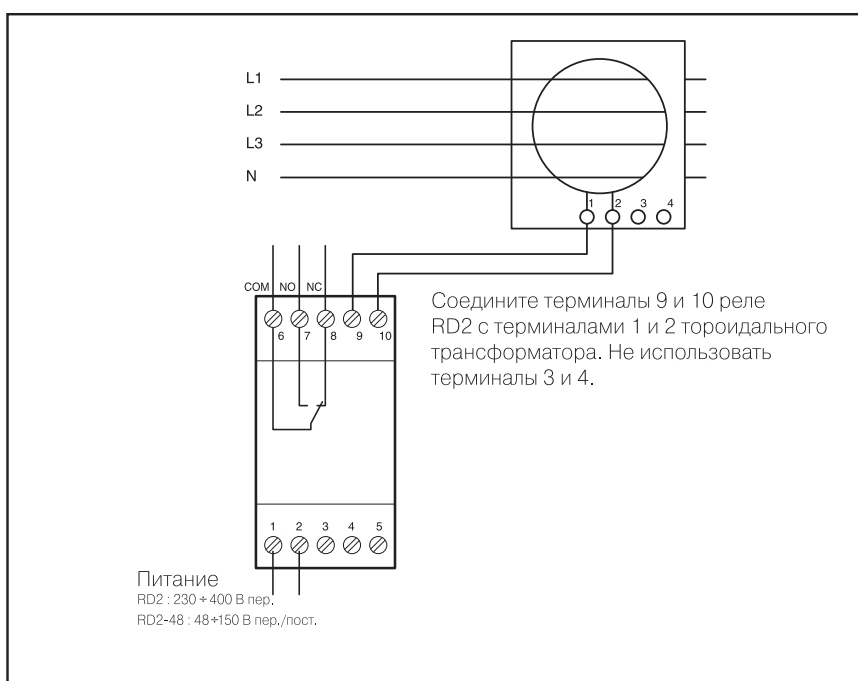 L1
L2
L3
N
1 2 3 4
COM NO NC
6 7 8 9 10
Соедините терминалы 9 и 10 реле
RD2 с терминалами 1 и 2 тороидального
трансформатора. Не использовать
терминалы 3 и 4.
1 2 3 4 5
Питание
RD2 : 230 ÷ 400 В пер.
RD2-48 : 48÷150 В пер./пост.